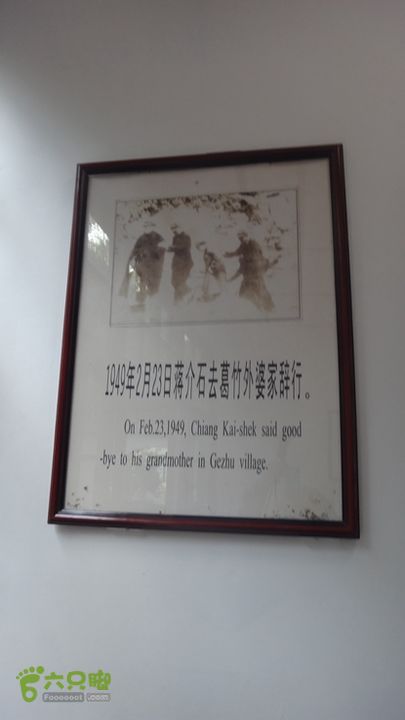 1949年2月23日蒋介石去葛竹外婆家辞行。
On Feb.23,1949, Chiang Kai-shek said good
-bye to his grandmother in Gezhu village.
六只脚
Foooooot.com